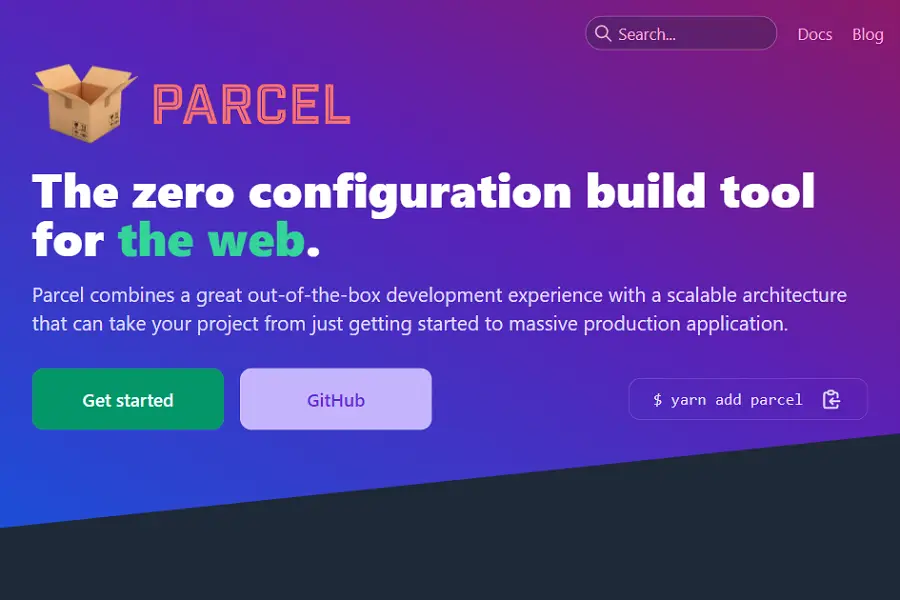 Search...
Docs
Blog
PARCEL
The zero configuration build tool
for the web.
Parcel combines a great out-of-the-box development experience with a scalable architecture
that can take your project from just getting started to massive production application.
Get started
GitHub
$ yarn add parcel